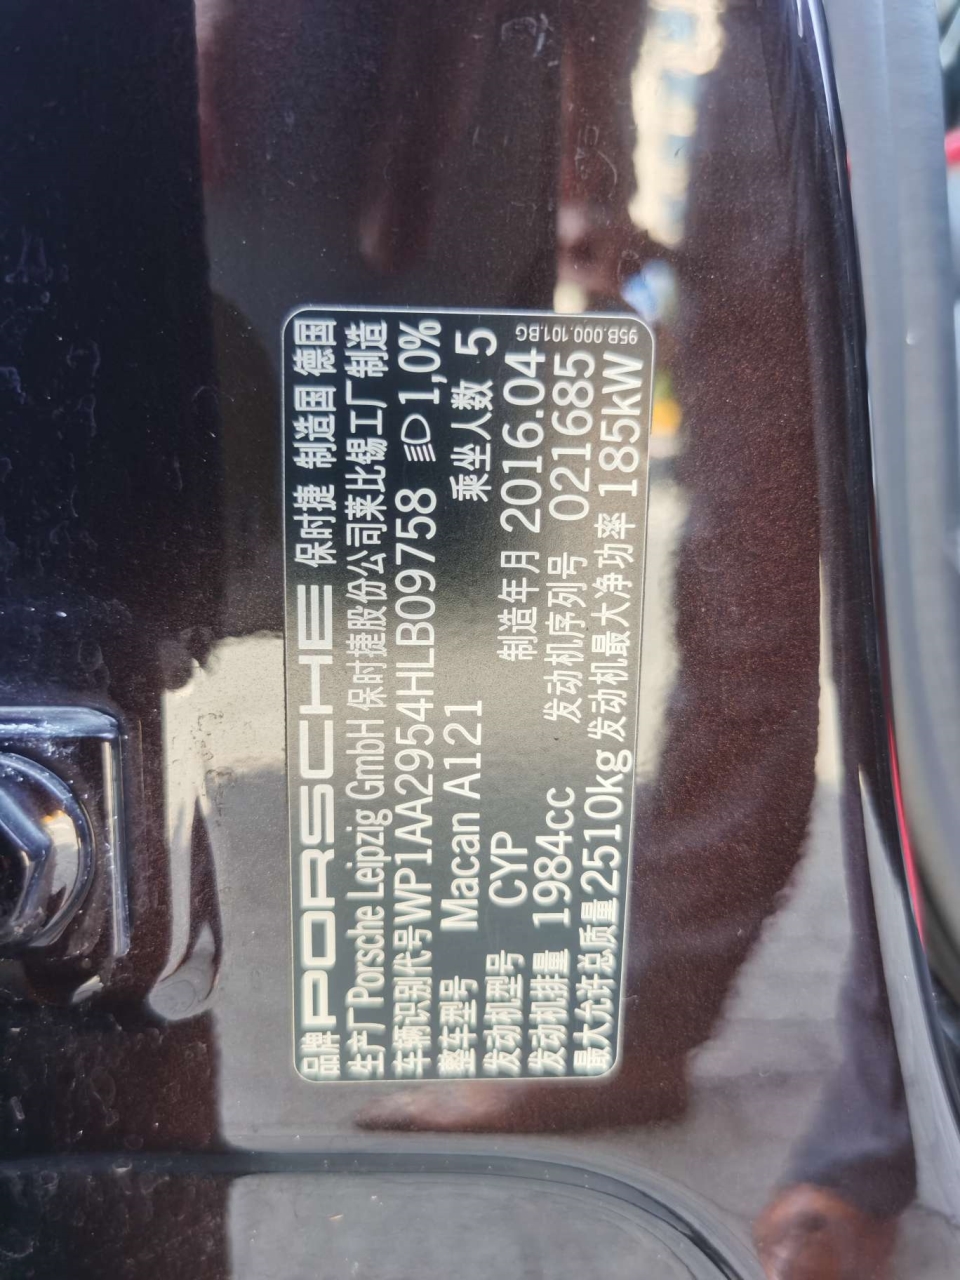 品牌 PORSCHE 保时捷 制造国 德国
生产厂 Porsche Leipzig GmbH 保时捷股份公司莱比锡工厂制造
车辆识别代号 WP1AA2954HLB09758 1,0%
整车型号 Macan A121 乘坐人数 5
发动机型号 CYP 制造年月 2016.04
发动机排量 1984cc 发动机序列号 021685
最大允许总质量 2510kg 发动机最大净功率 185kW
95B.000.101.BG